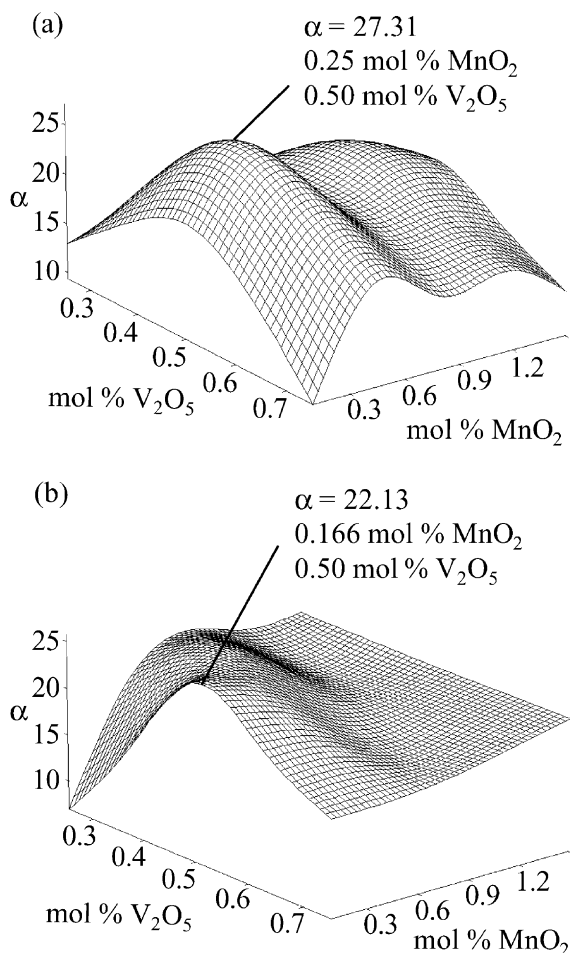 (a)
α = 27.31
0.25 mol % MnO₂
0.50 mol % V₂O₅
25
20
α
15
10
0.3
0.4
0.5
0.6
0.7
mol % V₂O₅
0.3
0.6
0.9
1.2
mol % MnO₂
(b)
α = 22.13
0.166 mol % MnO₂
0.50 mol % V₂O₅
25
20
α
15
10
0.3
0.4
0.5
0.6
0.7
mol % V₂O₅
0.3
0.6
0.9
1.2
mol % MnO₂